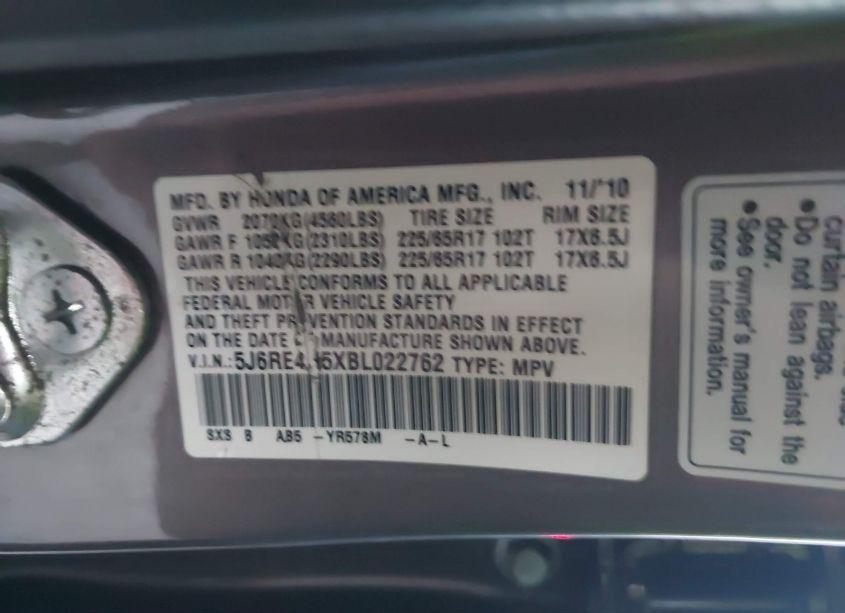 MFD. BY HONDA OF AMERICA MFG., INC. 11/'10
GVWR 2070KG(4560LBS) TIRE SIZE RIM SIZE
GAWR F 1050KG(2310LBS) 225/65R17 102T 17X6.5J
GAWR R 1040KG(2290LBS) 225/65R17 102T 17X6.5J
THIS VEHICLE CONFORMS TO ALL APPLICABLE
FEDERAL MOTOR VEHICLE SAFETY
AND THEFT PREVENTION STANDARDS IN EFFECT
ON THE DATE OF MANUFACTURE SHOWN ABOVE.
V.I.N.: TYPE: MPV
SXS B AB5 -YR578M -A-L
curtain airbags.
● Do not lean against the
door.
● See owner's manual for
more information.